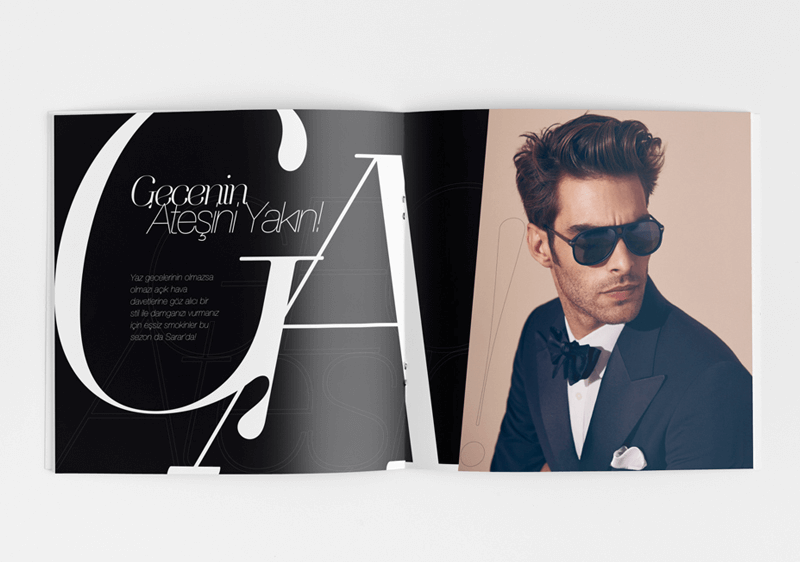 GA
Gecenin
Ateşini Yakın!
Yaz gecelerinin olmazsa
olmazı açık hava
davetlerine göz alıcı bir
stil ile damganızı vurmanız
için eşsiz smokinler bu
sezon da Sarar'da!